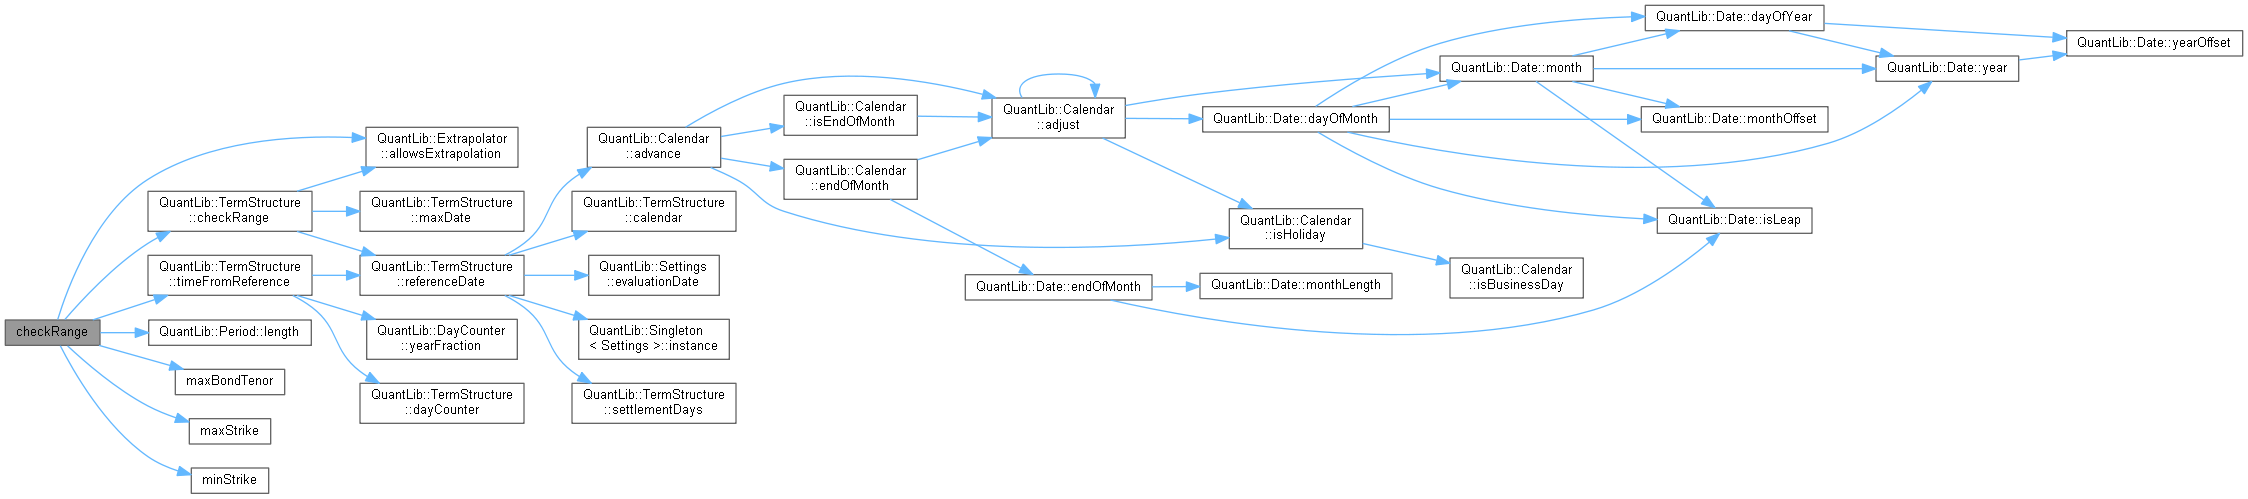 checkRange
QuantLib::Extrapolator
::allowsExtrapolation
QuantLib::TermStructure
::checkRange
QuantLib::TermStructure
::maxDate
QuantLib::TermStructure
::timeFromReference
QuantLib::TermStructure
::referenceDate
QuantLib::Period::length
QuantLib::DayCounter
::yearFraction
QuantLib::TermStructure
::dayCounter
maxBondTenor
maxStrike
minStrike
QuantLib::Calendar
::advance
QuantLib::TermStructure
::calendar
QuantLib::Settings
::evaluationDate
QuantLib::Singleton
< Settings >::instance
QuantLib::TermStructure
::settlementDays
QuantLib::Calendar
::isEndOfMonth
QuantLib::Calendar
::endOfMonth
QuantLib::Calendar
::adjust
QuantLib::Date::endOfMonth
QuantLib::Date::dayOfMonth
QuantLib::Calendar
::isHoliday
QuantLib::Date::monthLength
QuantLib::Date::month
QuantLib::Calendar
::isBusinessDay
QuantLib::Date::dayOfYear
QuantLib::Date::monthOffset
QuantLib::Date::isLeap
QuantLib::Date::year
QuantLib::Date::yearOffset